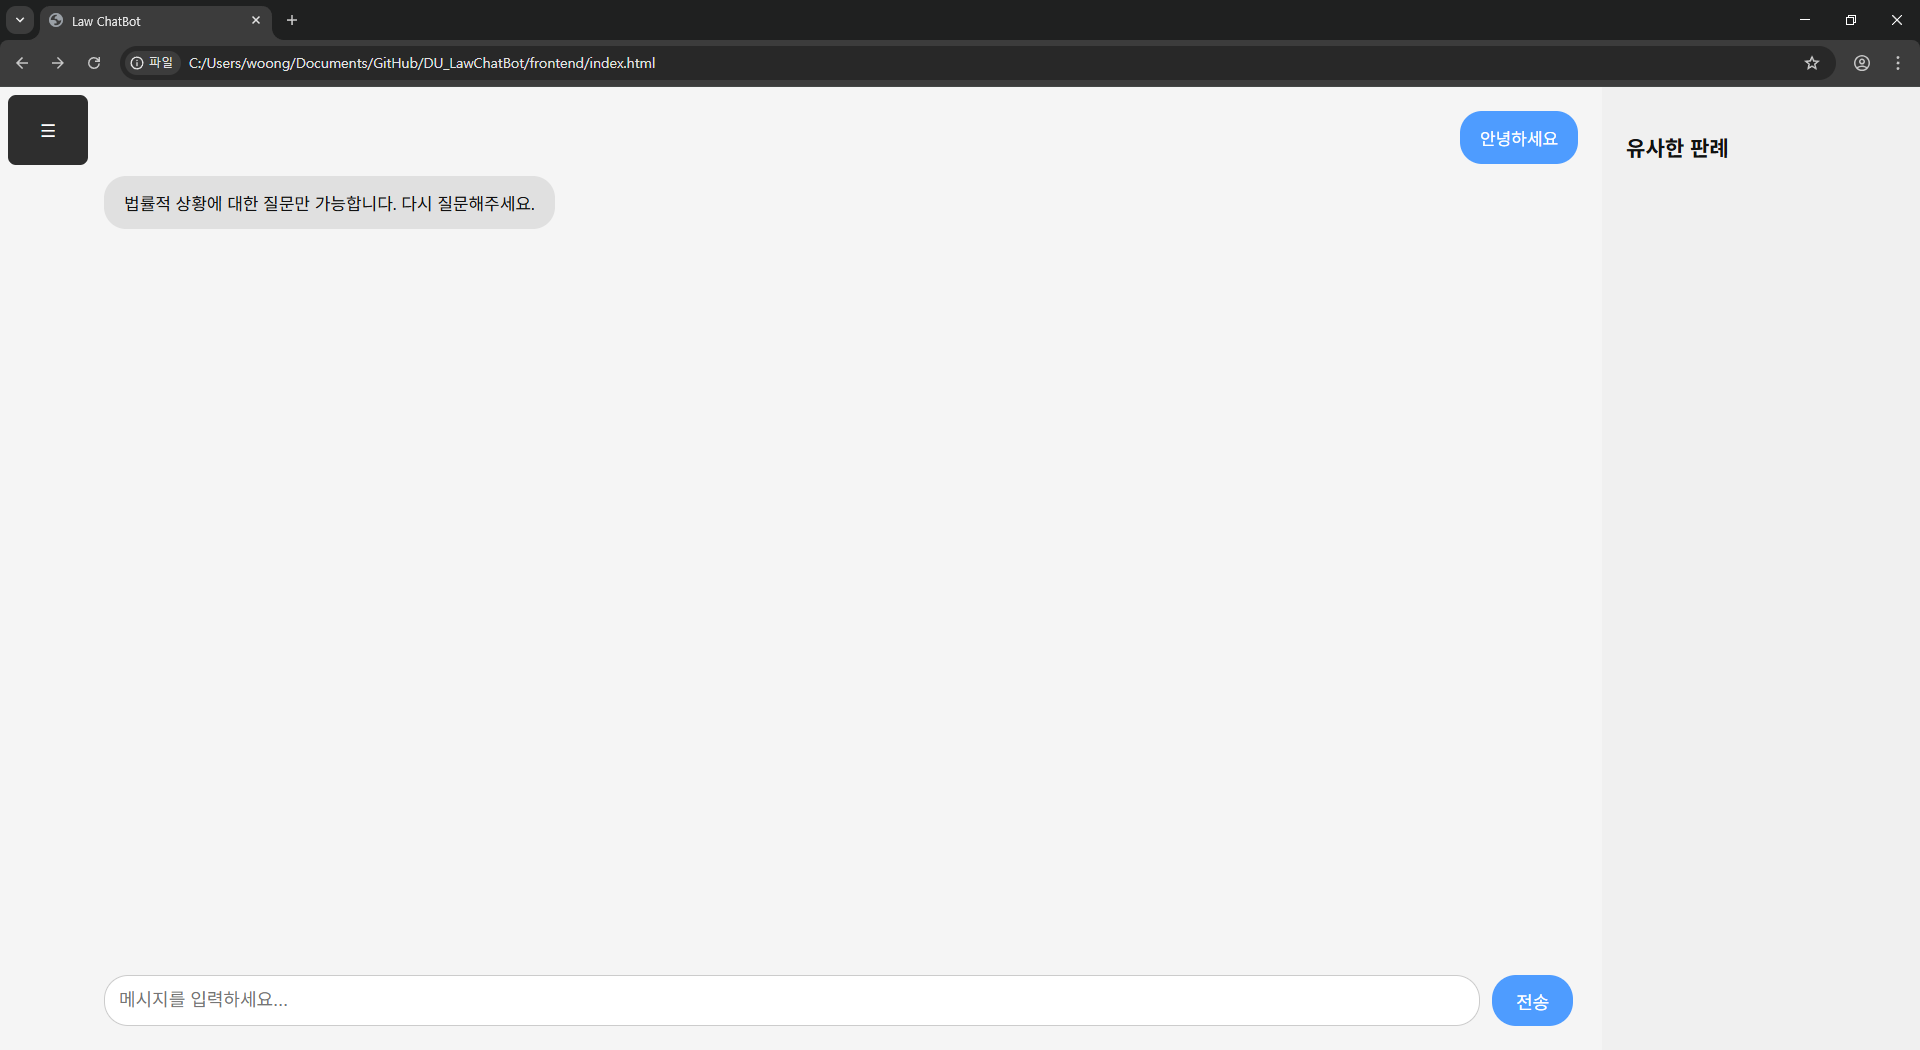 Law ChatBot
파일
C:/Users/woong/Documents/GitHub/DU_LawChatBot/frontend/index.html
안녕하세요
법률적 상황에 대한 질문만 가능합니다. 다시 질문해주세요.
유사한 판례
메시지를 입력하세요...
전송